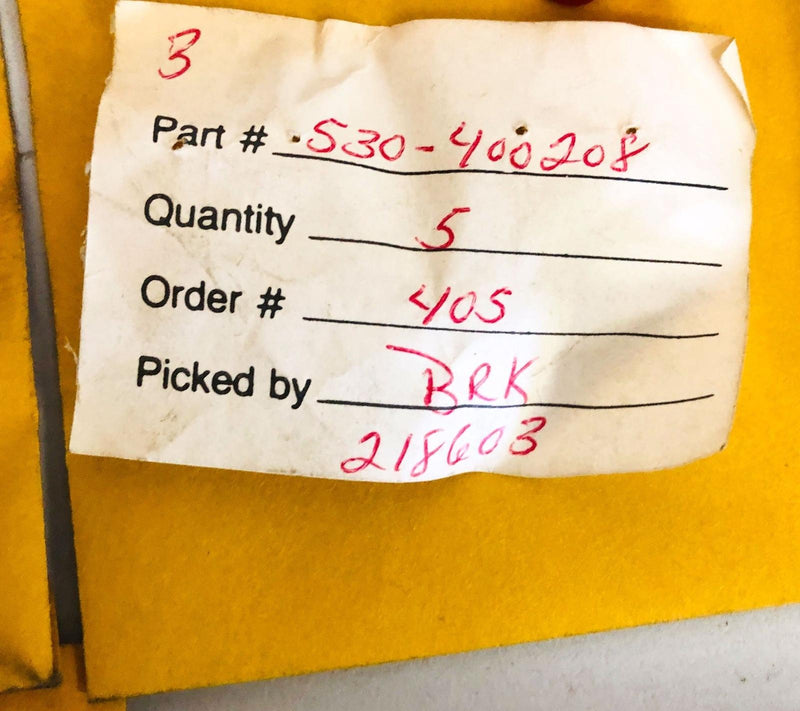 3
Part # 530-400208
Quantity 5
Order # 405
Picked by BRK
218603